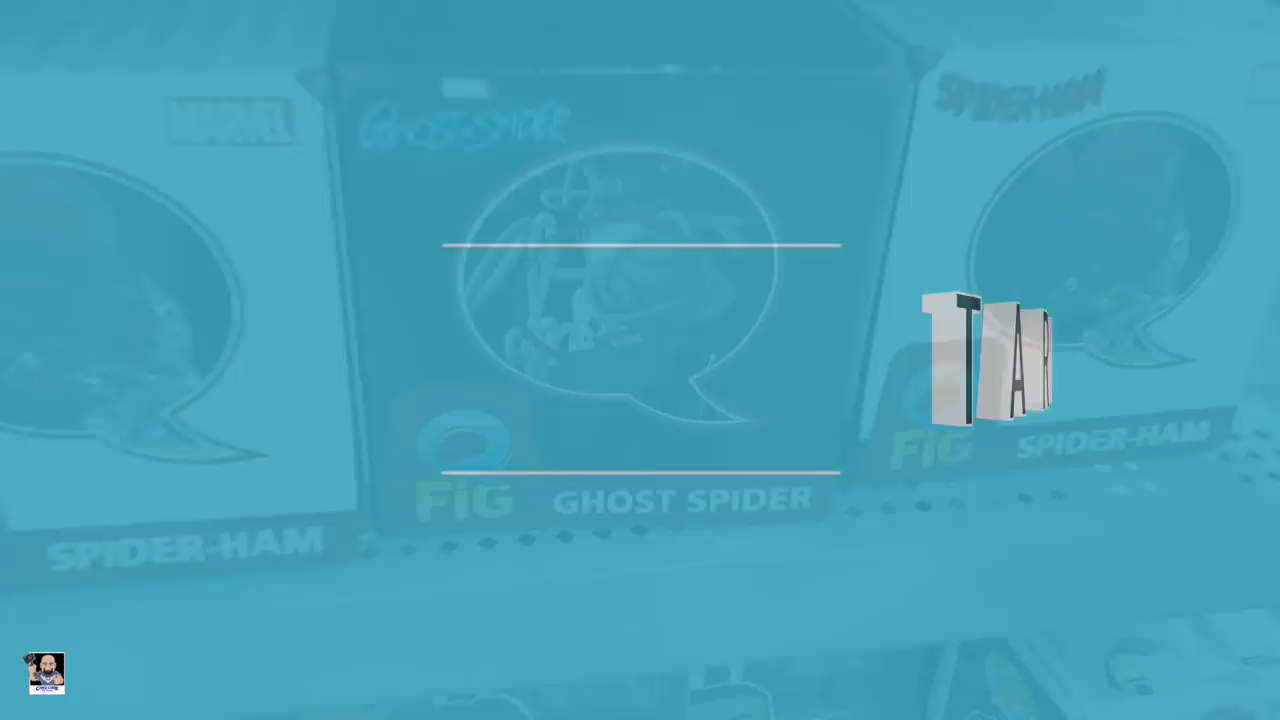 MARVEL
GHOST-SPIDER
SPIDER-HAM
TAR
FiG
GHOST SPIDER
FiG
SPIDER-HAM
SPIDER-HAM